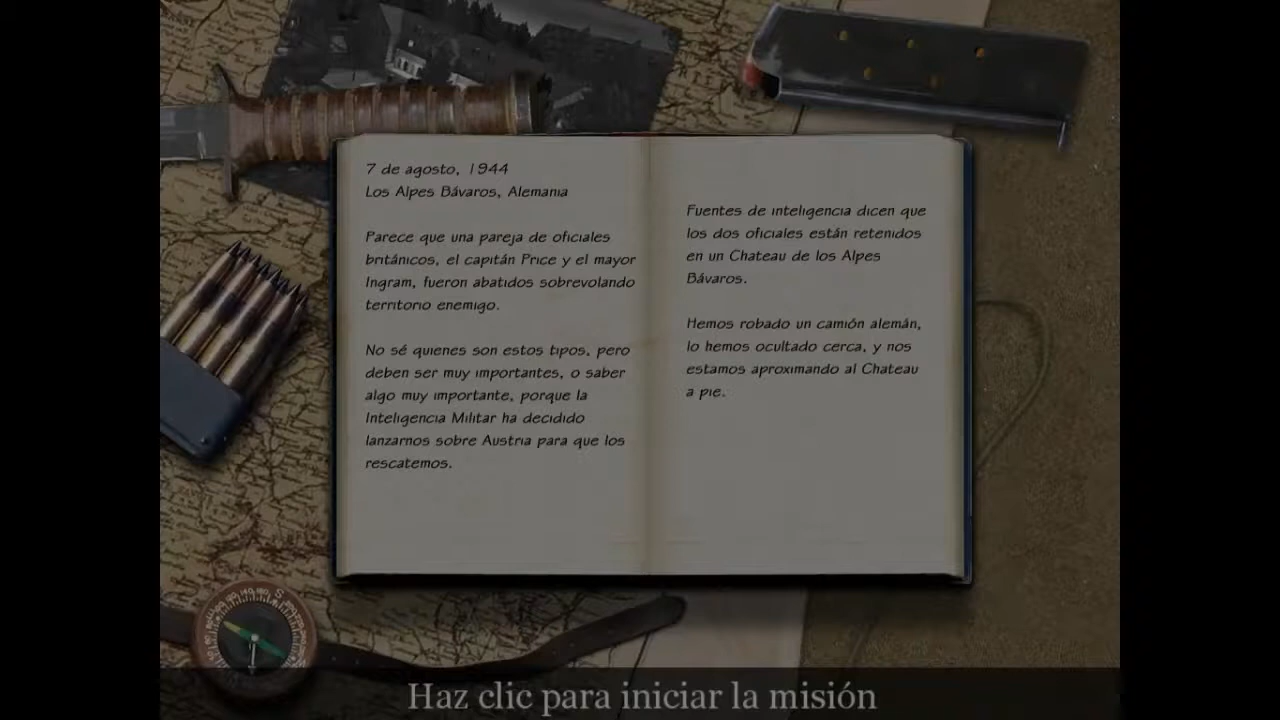 7 de agosto, 1944
Los Alpes Bávaros, Alemania
Parece que una pareja de oficiales
británicos, el capitán Price y el mayor
Ingram, fueron abatidos sobrevolando
territorio enemigo.
No sé quienes son estos tipos, pero
deben ser muy importantes, o saber
algo muy importante, porque la
Inteligencia Militar ha decidido
lanzarnos sobre Austria para que los
rescatemos.
Fuentes de inteligencia dicen que
los dos oficiales están retenidos
en un Chateau de los Alpes
Bávaros.
Hemos robado un camión alemán,
lo hemos ocultado cerca, y nos
estamos aproximando al Chateau
a pie.
Haz clic para iniciar la misión